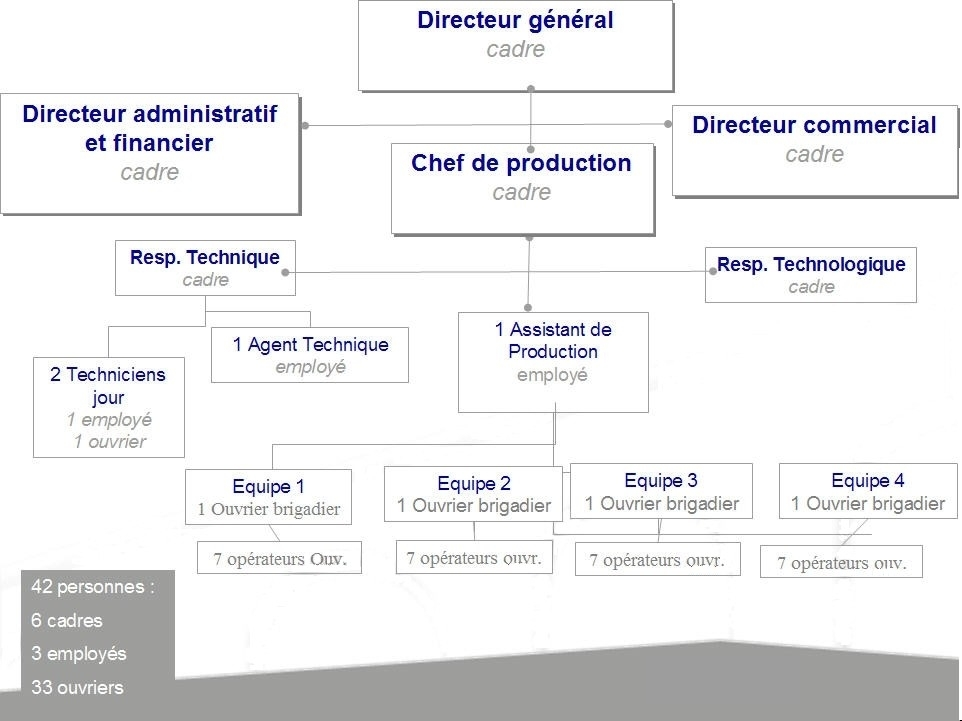 Directeur général
cadre
Directeur administratif
et financier
cadre
Directeur commercial
cadre
Chef de production
cadre
Resp. Technique
cadre
Resp. Technologique
cadre
1 Agent Technique
employé
1 Assistant de
Production
employé
2 Techniciens
jour
1 employé
1 ouvrier
Equipe 1
1 Ouvrier brigadier
Equipe 2
1 Ouvrier brigadier
Equipe 3
1 Ouvrier brigadier
Equipe 4
1 Ouvrier brigadier
7 opérateurs Ouv.
7 opérateurs ouvr.
7 opérateurs ouvr.
7 opérateurs ouv.
42 personnes :
6 cadres
3 employés
33 ouvriers